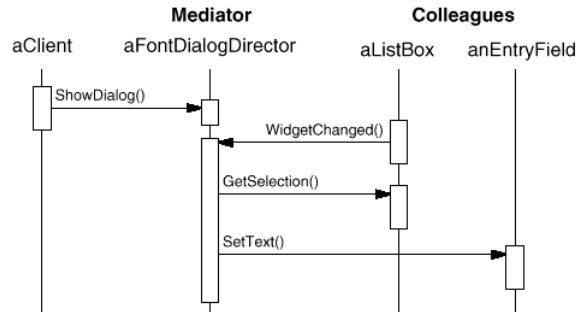 Mediator Colleagues
aClient aFontDialogDirector aListBox anEntryField
ShowDialog()
WidgetChanged()
GetSelection()
SetText()